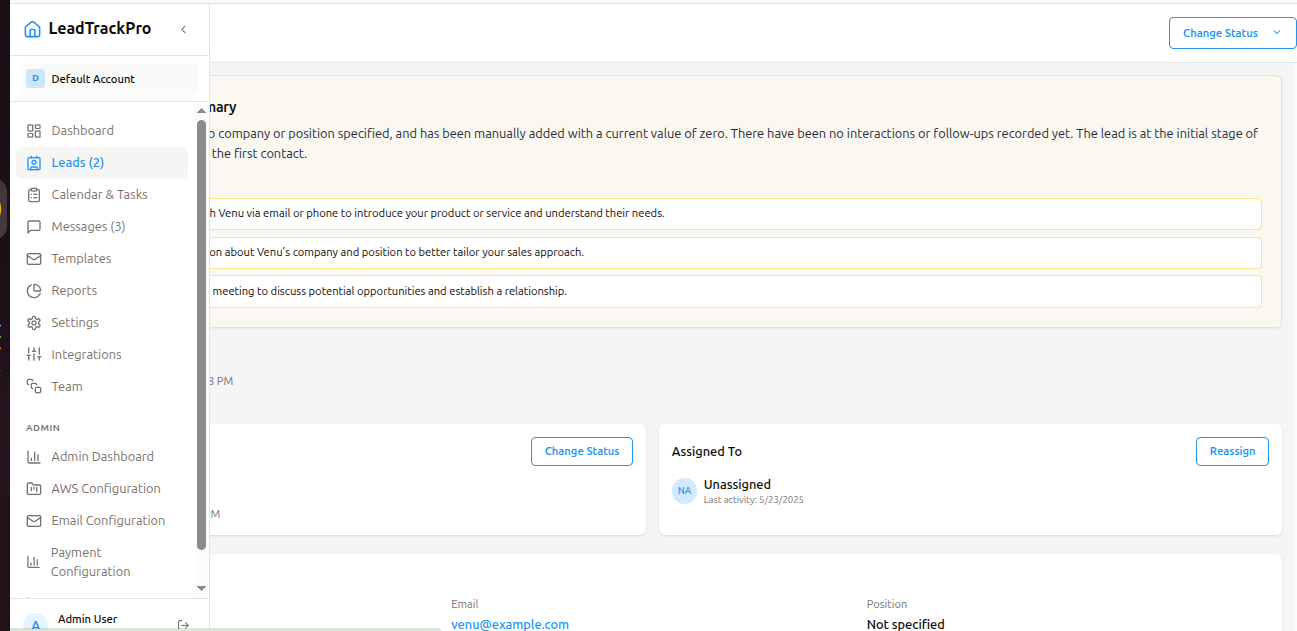 LeadTrackPro
Change Status
D Default Account
Dashboard
Leads (2)
Calendar & Tasks
Messages (3)
Templates
Reports
Settings
Integrations
Team
ADMIN
Admin Dashboard
AWS Configuration
Email Configuration
Payment
Configuration
A Admin User
company or position specified, and has been manually added with a current value of zero. There have been no interactions or follow-ups recorded yet. The lead is at the initial stage of
the first contact.
Venu via email or phone to introduce your product or service and understand their needs.
on about Venu's company and position to better tailor your sales approach.
meeting to discuss potential opportunities and establish a relationship.
PM
Change Status
Assigned To
Reassign
NA Unassigned
Last activity: 5/23/2025
Email
venu@example.com
Position
Not specified